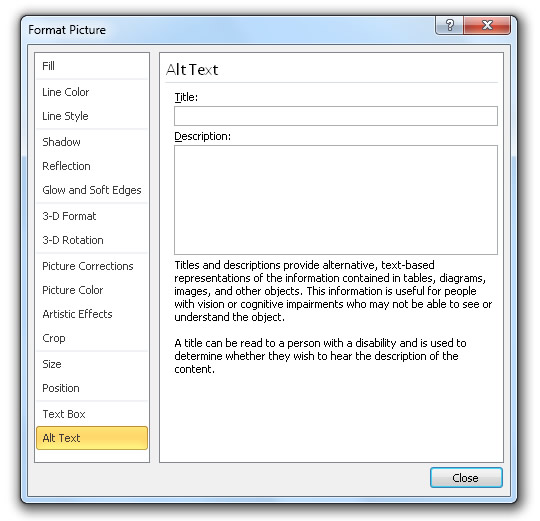 Format Picture
?
Fill
Line Color
Line Style
Shadow
Reflection
Glow and Soft Edges
3-D Format
3-D Rotation
Picture Corrections
Picture Color
Artistic Effects
Crop
Size
Position
Text Box
Alt Text
Alt Text
Title:
Description:
Titles and descriptions provide alternative, text-based
representations of the information contained in tables, diagrams,
images, and other objects. This information is useful for people
with vision or cognitive impairments who may not be able to see or
understand the object.
A title can be read to a person with a disability and is used to
determine whether they wish to hear the description of the
content.
Close